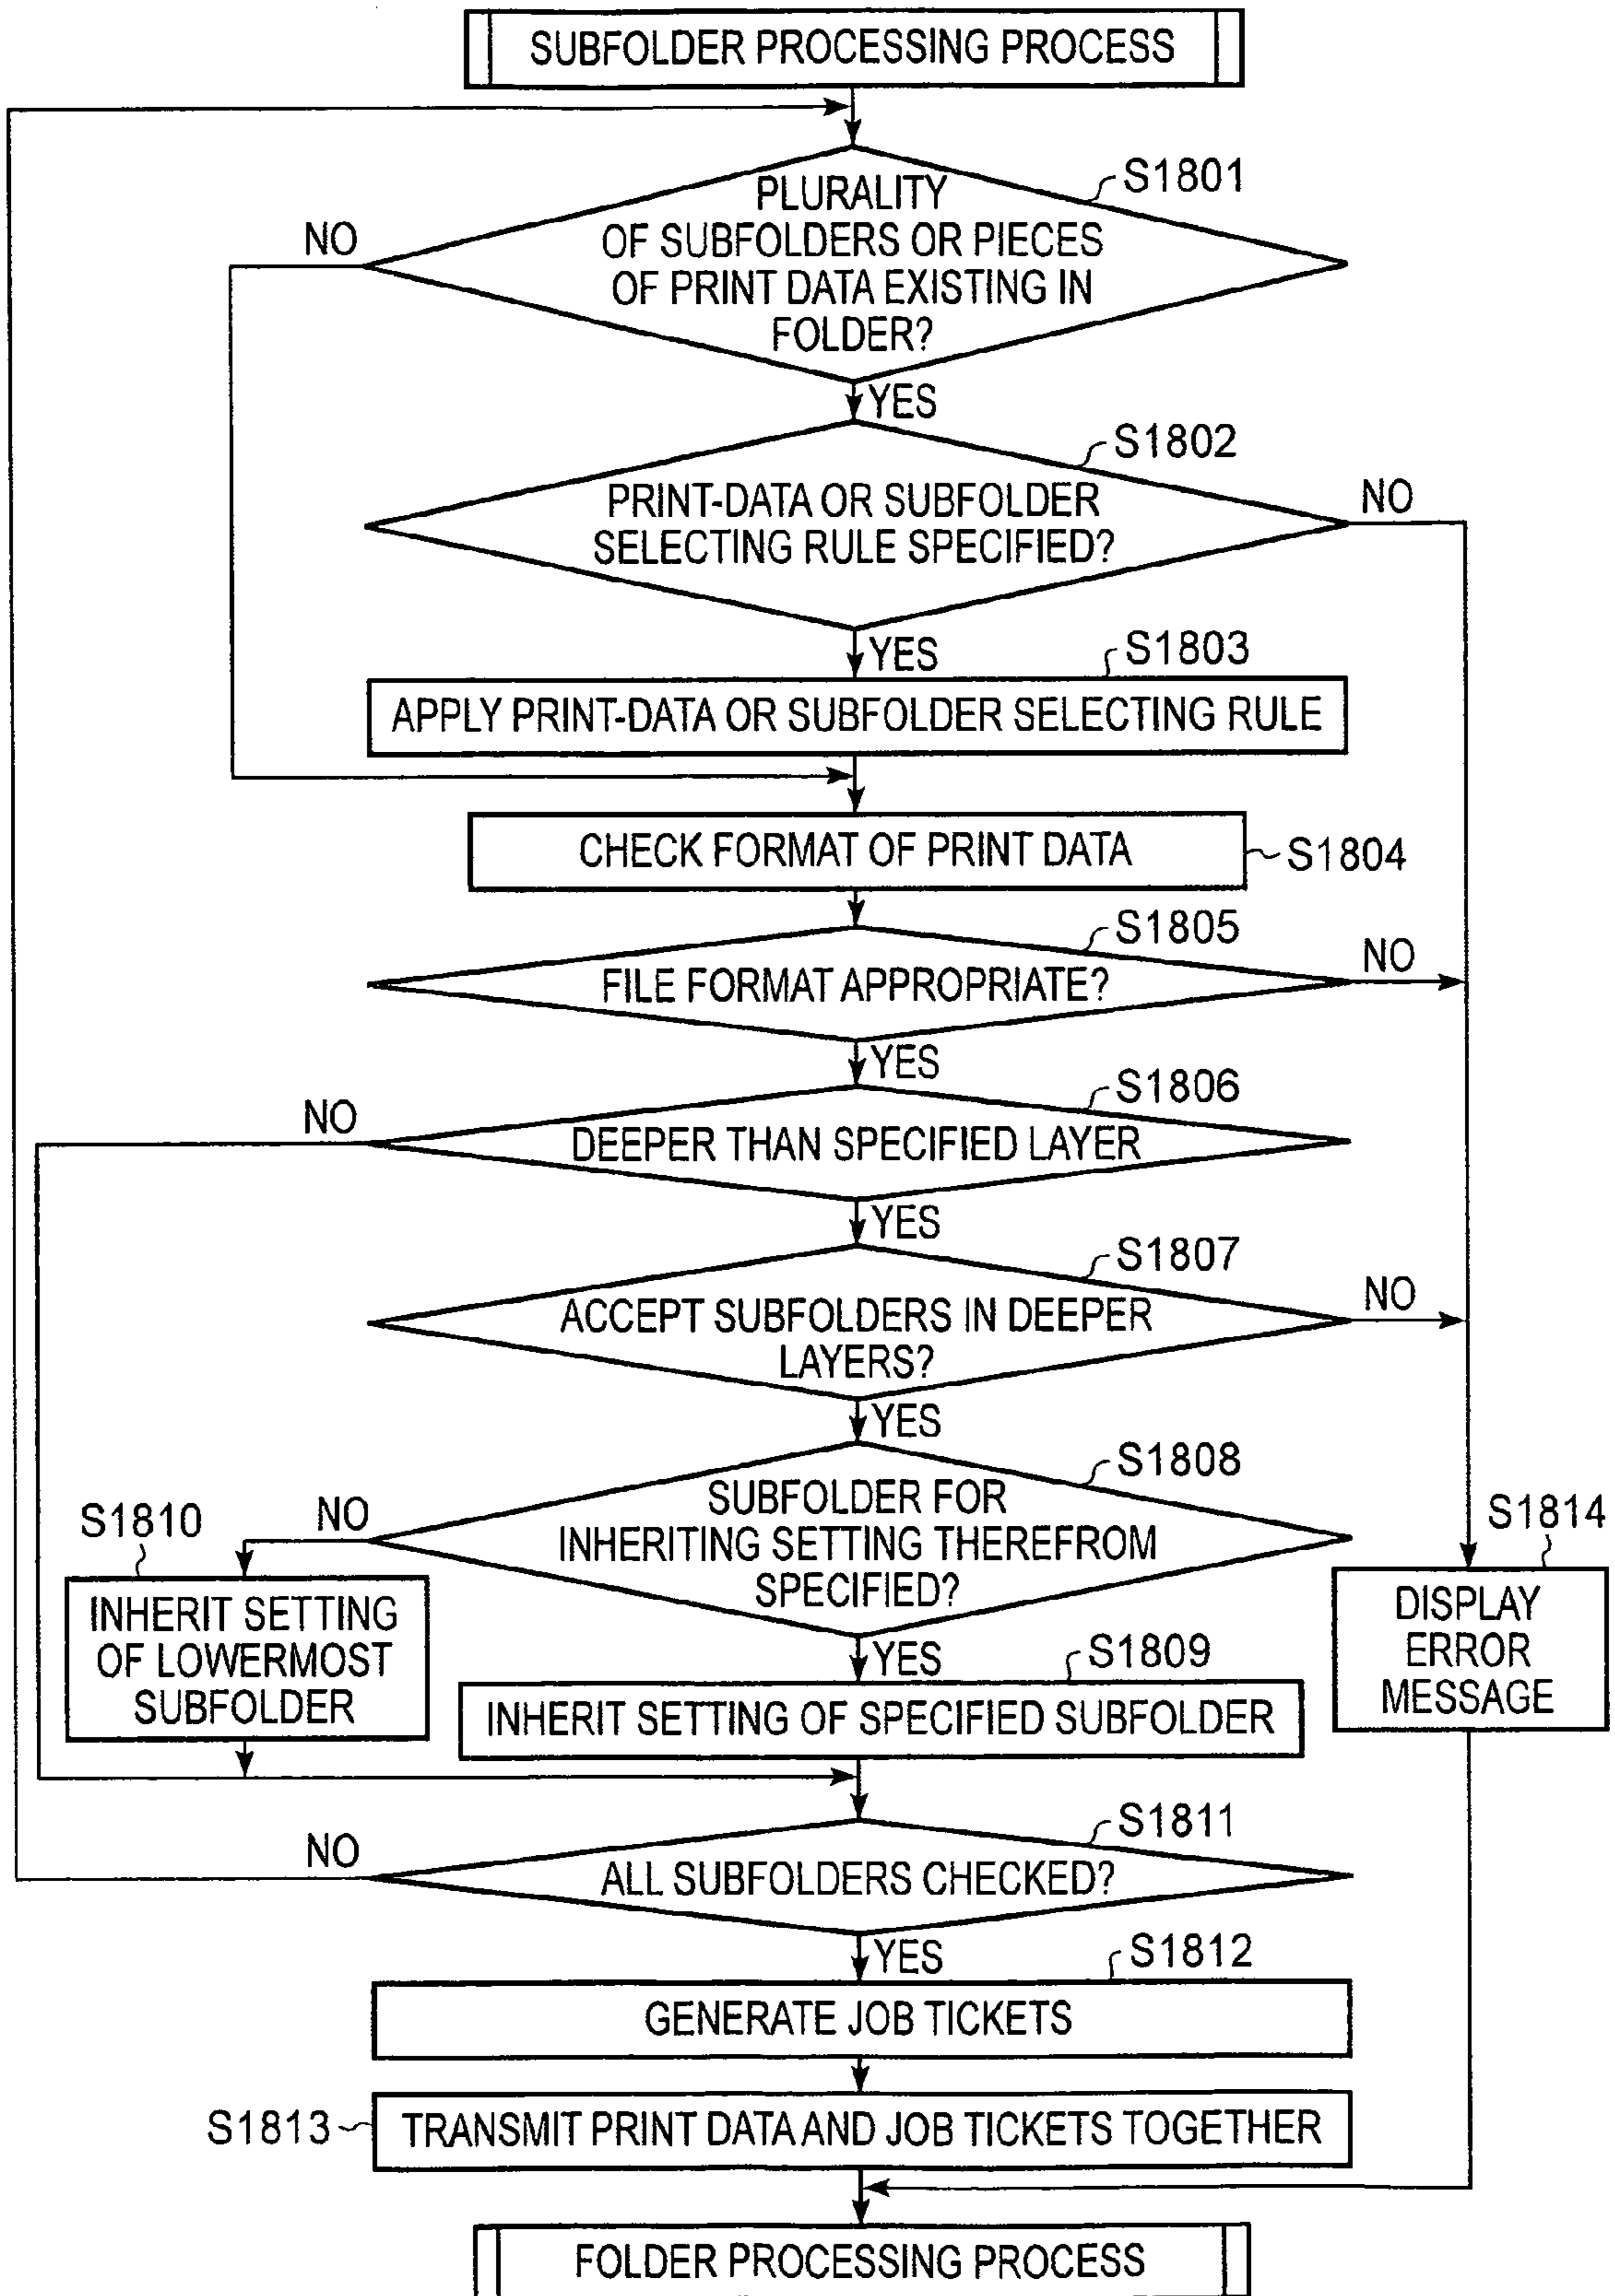 SUBFOLDER PROCESSING PROCESS
S1801
PLURALITY
OF SUBFOLDERS OR PIECES
OF PRINT DATA EXISTING IN
FOLDER?
NO
YES
S1802
PRINT-DATA OR SUBFOLDER
SELECTING RULE SPECIFIED?
NO
YES
S1803
APPLY PRINT-DATA OR SUBFOLDER SELECTING RULE
CHECK FORMAT OF PRINT DATA
S1804
S1805
FILE FORMAT APPROPRIATE?
NO
YES
S1806
NO
DEEPER THAN SPECIFIED LAYER
YES
S1807
ACCEPT SUBFOLDERS IN DEEPER
LAYERS?
NO
YES
S1808
SUBFOLDER FOR
INHERITING SETTING THEREFROM
SPECIFIED?
NO
S1810
INHERIT SETTING
OF LOWERMOST
SUBFOLDER
YES
S1809
INHERIT SETTING OF SPECIFIED SUBFOLDER
S1814
DISPLAY
ERROR
MESSAGE
S1811
NO
ALL SUBFOLDERS CHECKED?
YES
S1812
GENERATE JOB TICKETS
S1813
TRANSMIT PRINT DATA AND JOB TICKETS TOGETHER
FOLDER PROCESSING PROCESS